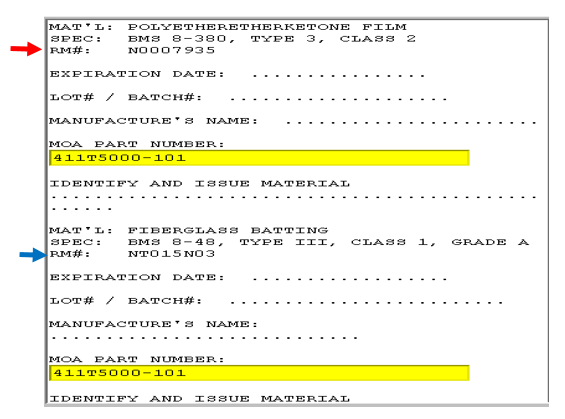 MAT'L: POLYETHERETHERKETONE FILM
SPEC: BMS 8-380, TYPE 3, CLASS 2
RM#: N0007935
EXPIRATION DATE: ................
LOT# / BATCH#: ....................
MANUFACTURE'S NAME: .......................
MOA PART NUMBER:
411T5000-101
IDENTIFY AND ISSUE MATERIAL
............................................
......
MAT'L: FIBERGLASS BATTING
SPEC: BMS 8-48, TYPE III, CLASS 1, GRADE A
RM#: NT015N03
EXPIRATION DATE: ..................
LOT# / BATCH#: .........................
MANUFACTURE'S NAME:
............................
MOA PART NUMBER:
411T5000-101
IDENTIFY AND ISSUE MATERIAL